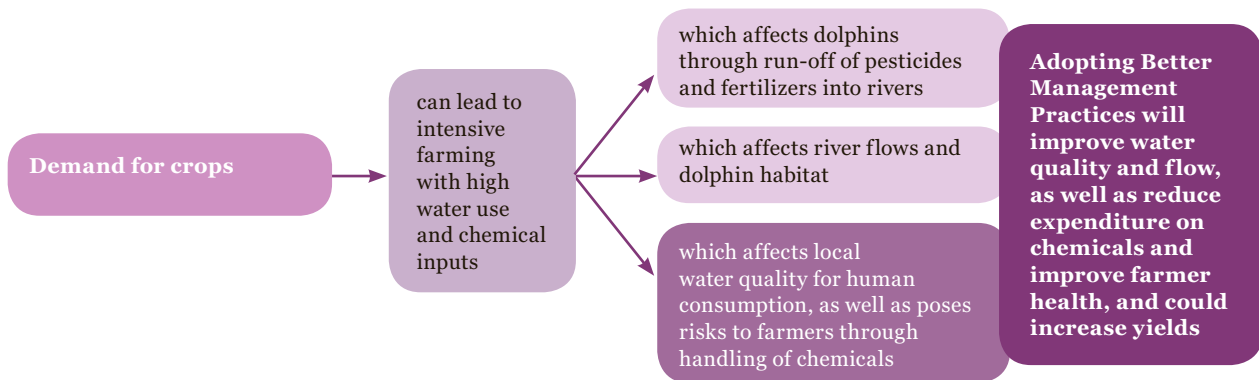 Demand for crops
can lead to
intensive
farming
with high
water use
and chemical
inputs
which affects dolphins
through run-off of pesticides
and fertilizers into rivers
which affects river flows and
dolphin habitat
which affects local
water quality for human
consumption, as well as poses
risks to farmers through
handling of chemicals
Adopting Better
Management
Practices will
improve water
quality and flow,
as well as reduce
expenditure on
chemicals and
improve farmer
health, and could
increase yields